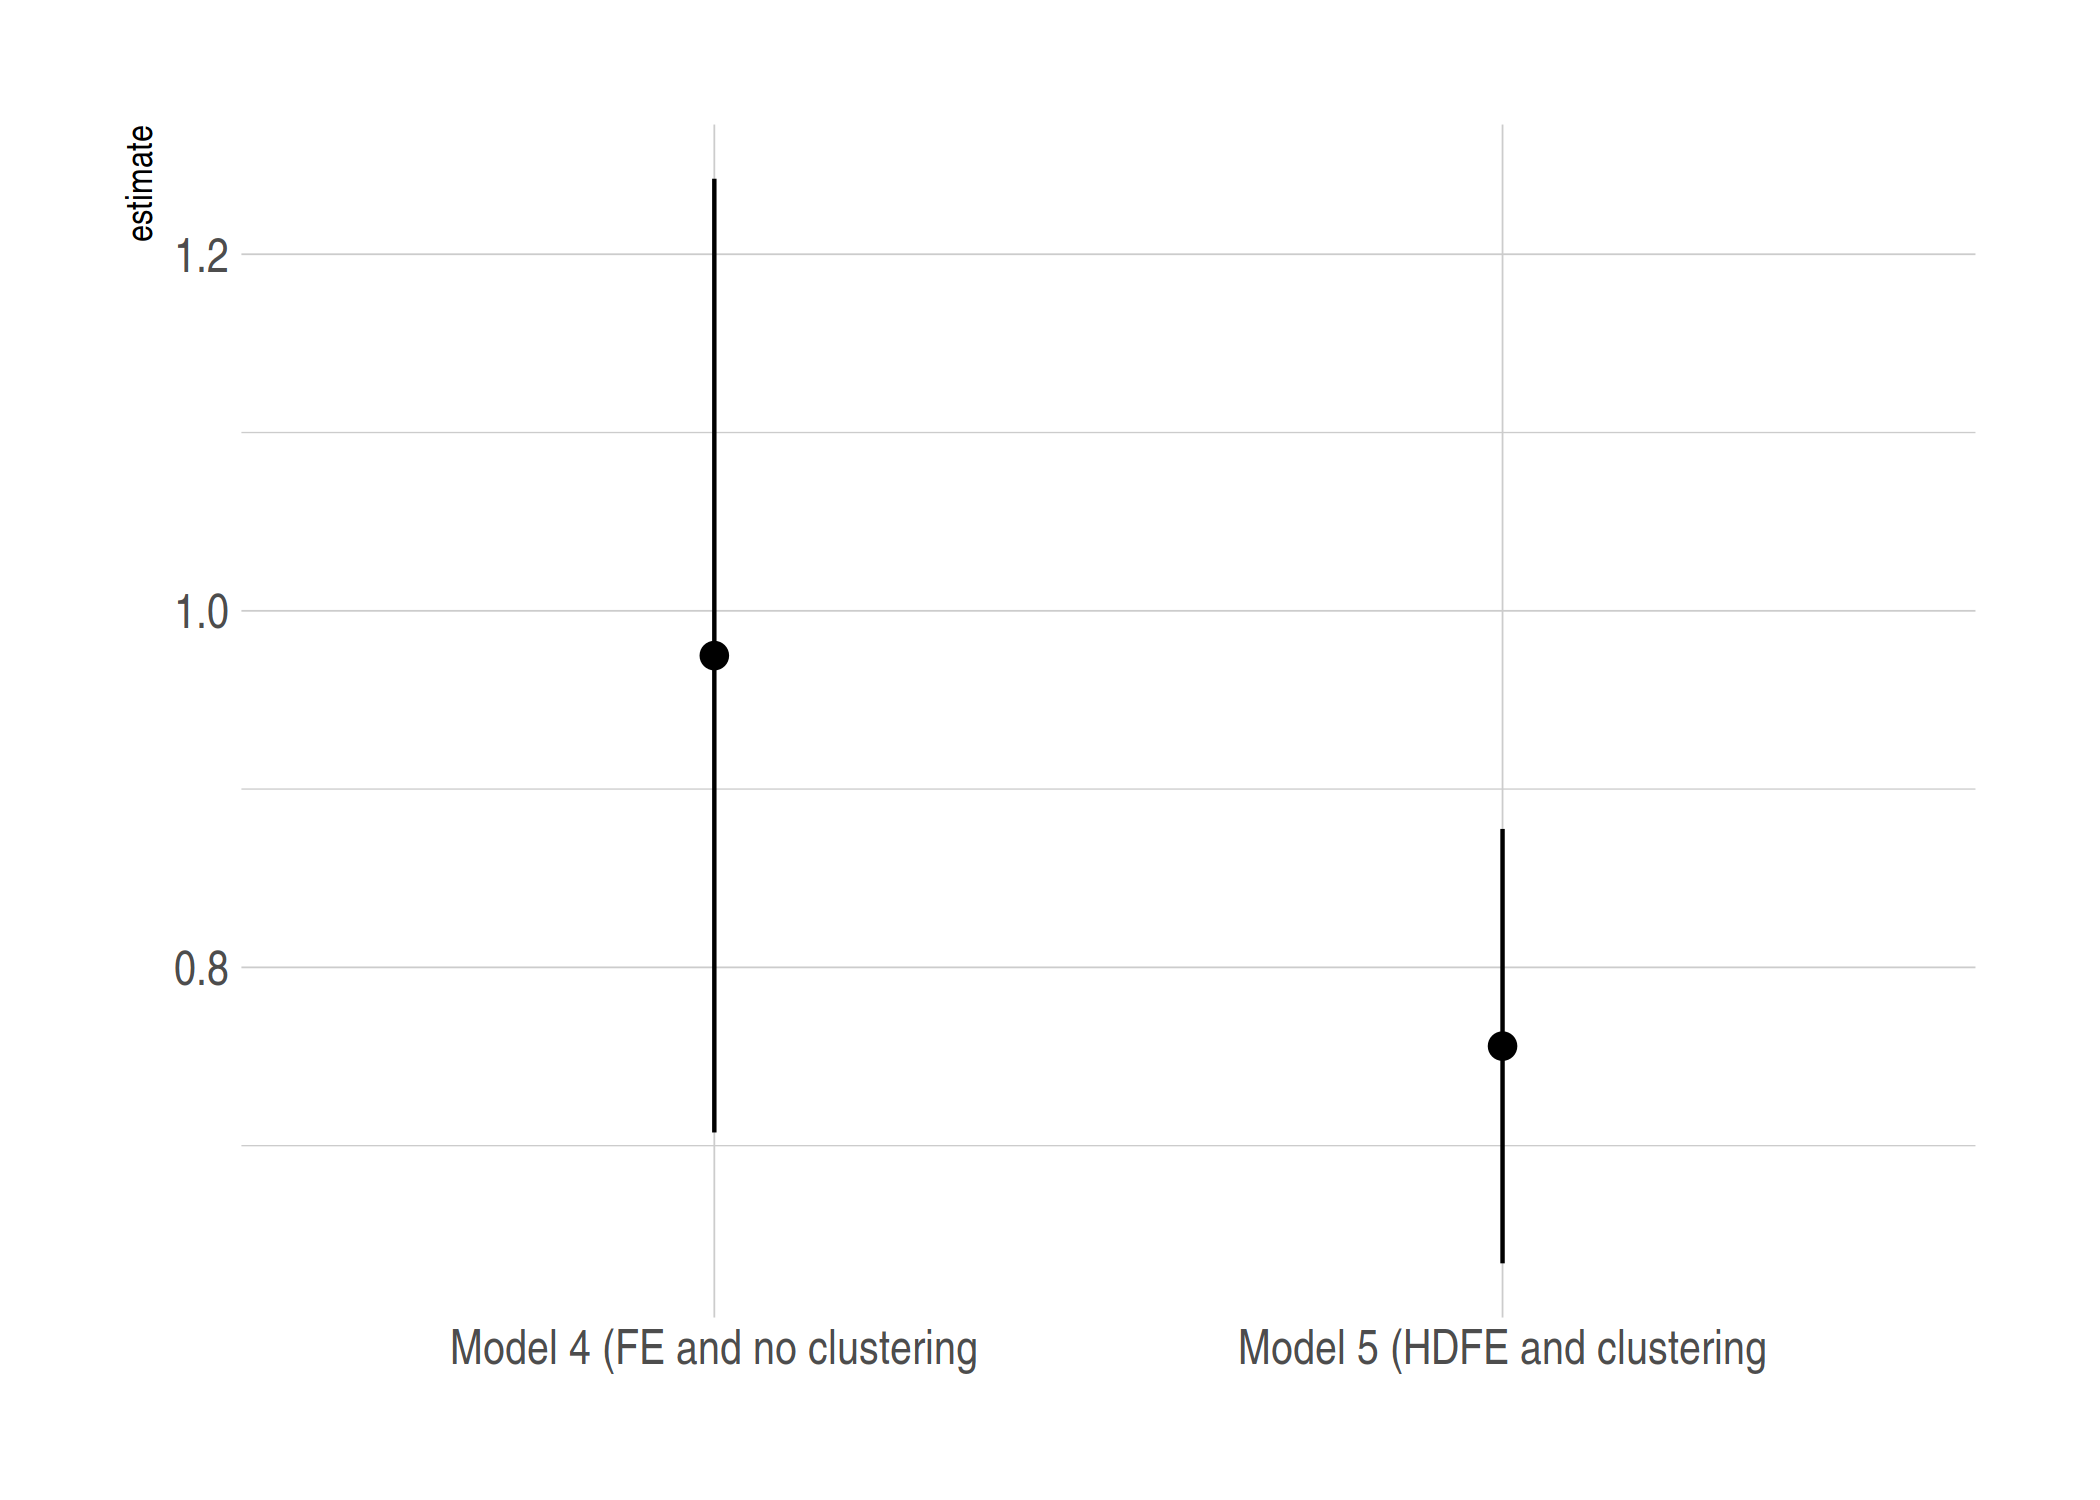 estimate
1.2
1.0
0.8
Model 4 (FE and no clustering
Model 5 (HDFE and clustering